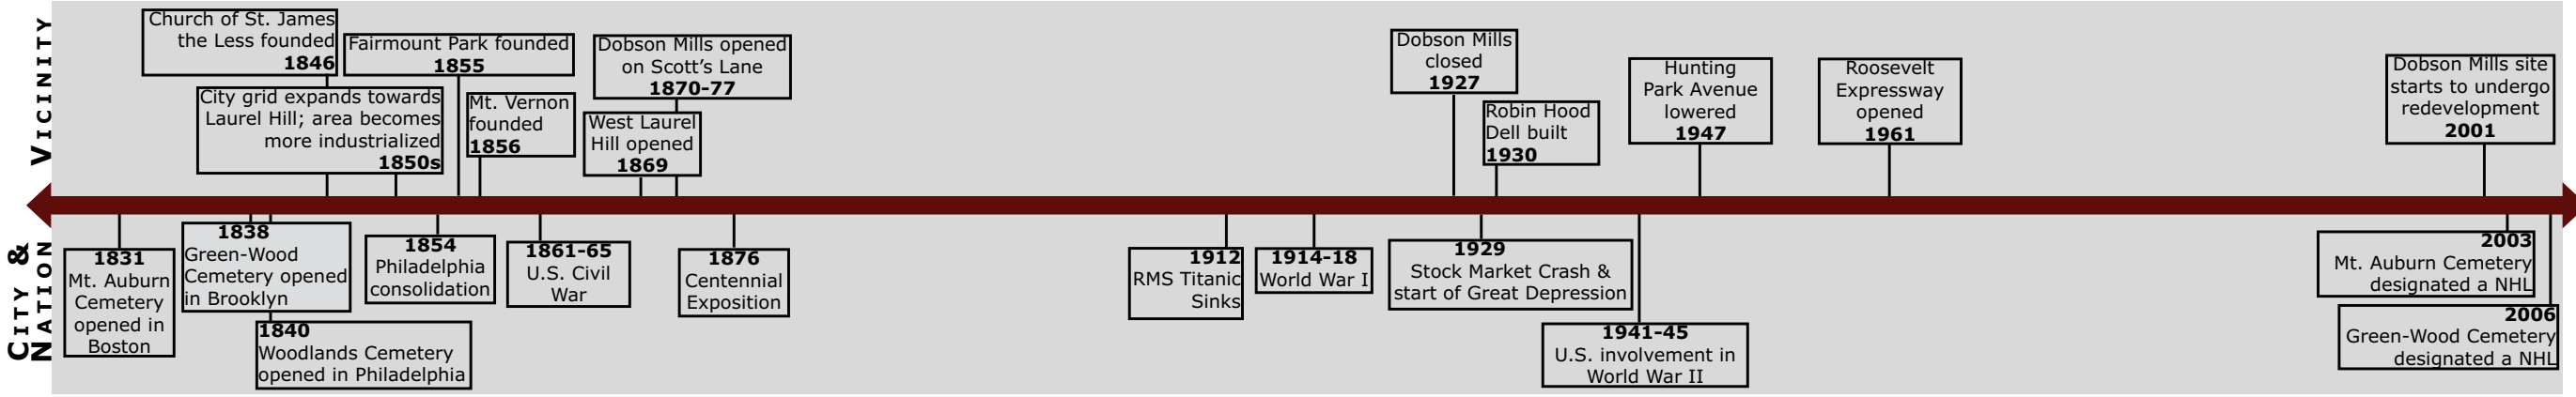 VICINITY
Church of St. James
the Less founded
1846
Fairmount Park founded
1855
Dobson Mills opened
on Scott's Lane
1870-77
City grid expands towards
Laurel Hill; area becomes
more industrialized
1850s
Mt. Vernon
founded
1856
West Laurel
Hill opened
1869
Dobson Mills
closed
1927
Robin Hood
Dell built
1930
Hunting
Park Avenue
lowered
1947
Roosevelt
Expressway
opened
1961
Dobson Mills site
starts to undergo
redevelopment
2001
CITY &
NATION
1831
Mt. Auburn
Cemetery
opened in
Boston
1838
Green-Wood
Cemetery opened
in Brooklyn
1840
Woodlands Cemetery
opened in Philadelphia
1854
Philadelphia
consolidation
1861-65
U.S. Civil
War
1876
Centennial
Exposition
1912
RMS Titanic
Sinks
1914-18
World War I
1929
Stock Market Crash &
start of Great Depression
1941-45
U.S. involvement in
World War II
2003
Mt. Auburn Cemetery
designated a NHL
2006
Green-Wood Cemetery
designated a NHL